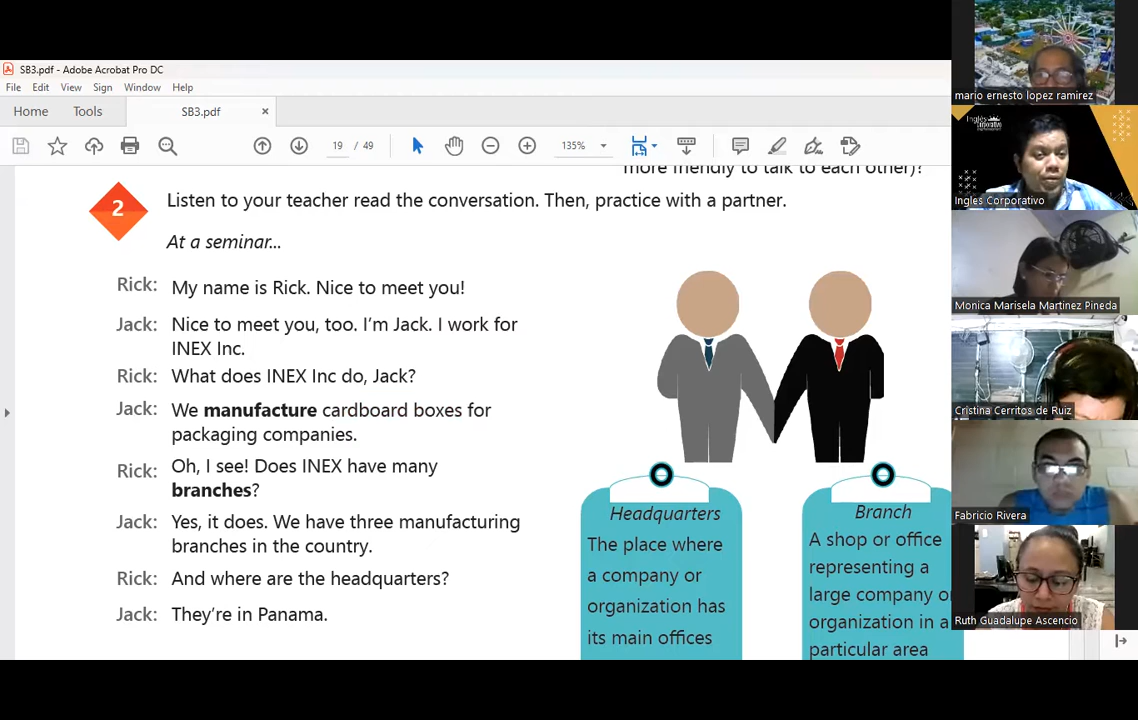 SB3.pdf - Adobe Acrobat Pro DC
File Edit View Sign Window Help
Home Tools SB3.pdf ×
19 / 49 135%
more friendly to talk to each other)?
2 Listen to your teacher read the conversation. Then, practice with a partner.
At a seminar...
Rick: My name is Rick. Nice to meet you!
Jack: Nice to meet you, too. I'm Jack. I work for
INEX Inc.
Rick: What does INEX Inc do, Jack?
Jack: We manufacture cardboard boxes for
packaging companies.
Rick: Oh, I see! Does INEX have many
branches?
Jack: Yes, it does. We have three manufacturing
branches in the country.
Rick: And where are the headquarters?
Jack: They're in Panama.
Headquarters
The place where
a company or
organization has
its main offices
Branch
A shop or office
representing a
large company or
organization in a
particular area
mario ernesto lopez ramirez
Inglés
Corporativo
Ingles Corporativo
Monica Marisela Martinez Pineda
Cristina Cerritos de Ruiz
Fabricio Rivera
Ruth Guadalupe Ascencio